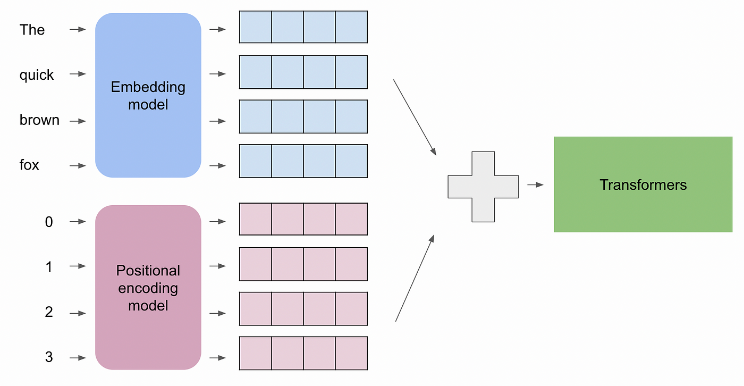 The
quick
brown
fox
Embedding
model
0
1
2
3
Positional
encoding
model
Transformers